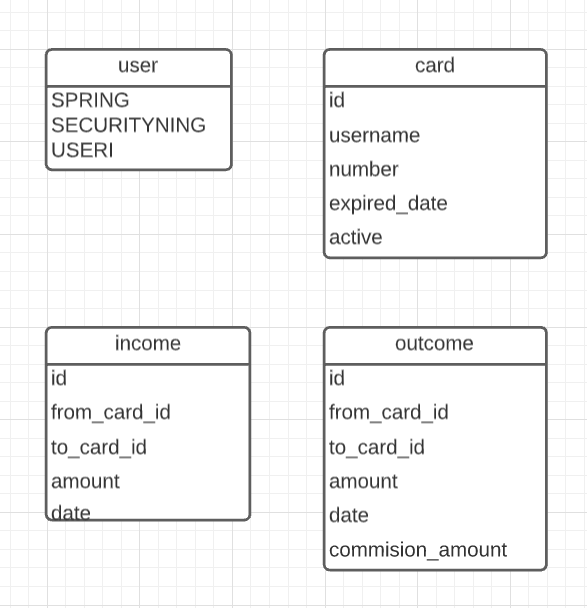 user
SPRING
SECURITYNING
USERI
card
id
username
number
expired_date
active
income
id
from_card_id
to_card_id
amount
date
outcome
id
from_card_id
to_card_id
amount
date
commision_amount